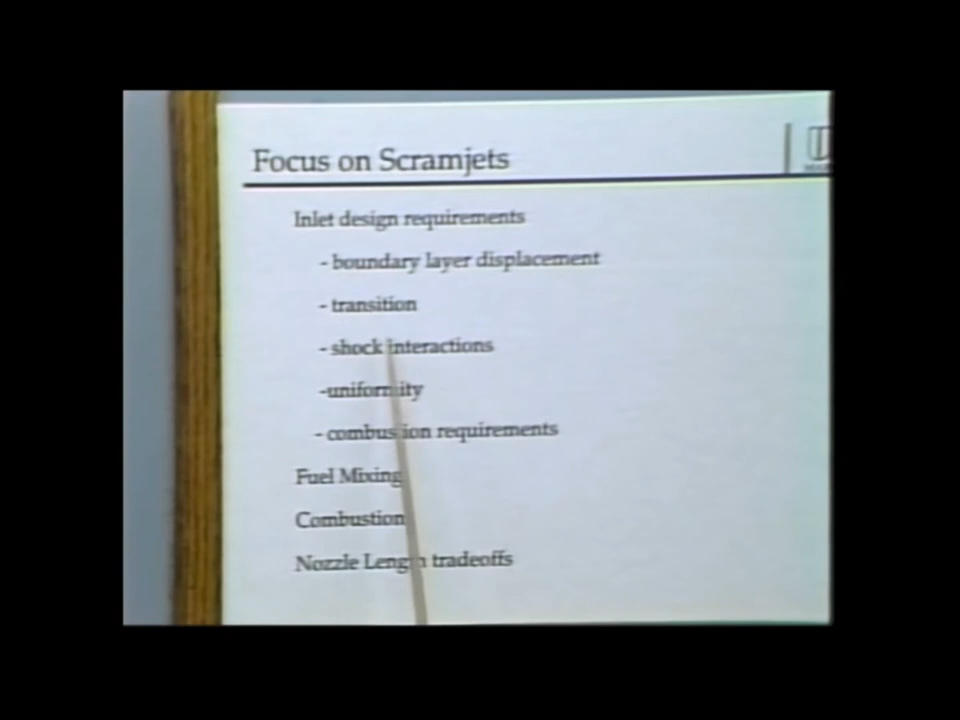 Focus on Scramjets
Inlet design requirements
- boundary layer displacement
- transition
- shock interactions
-uniformity
- combustion requirements
Fuel Mixing
Combustion
Nozzle Length tradeoffs